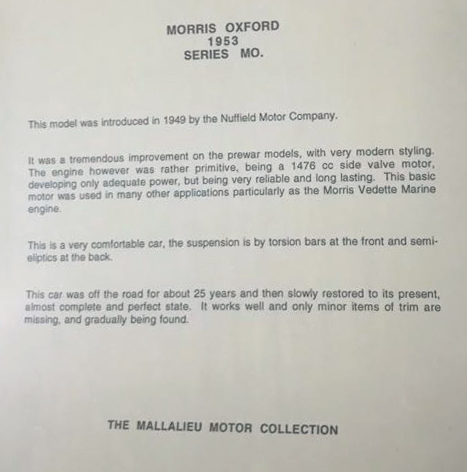 MORRIS OXFORD
1953
SERIES MO.
This model was introduced in 1949 by the Nuffield Motor Company.
It was a tremendous improvement on the prewar models, with very modern styling.
The engine however was rather primitive, being a 1476 cc side valve motor,
developing only adequate power, but being very reliable and long lasting. This basic
motor was used in many other applications particularly as the Morris Vedette Marine
engine.
This is a very comfortable car, the suspension is by torsion bars at the front and semi-
eliptics at the back.
This car was off the road for about 25 years and then slowly restored to its present,
almost complete and perfect state. It works well and only minor items of trim are
missing, and gradually being found.
THE MALLALIEU MOTOR COLLECTION